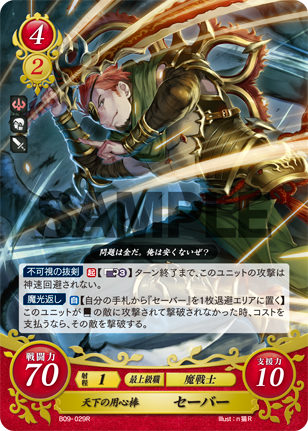 4
2
SAMPLE
問題は金だ。俺は安くないぜ？
不可視の抜剣 起 【3】ターン終了まで、このユニットの攻撃は
神速回避されない。
魔光返し 自 【自分の手札から『セーバー』を1枚退避エリアに置く】
このユニットが の敵に攻撃されて撃破されなかった時、コストを
支払うなら、その敵を撃破する。
戦闘力
70
射程 1 最上級職 魔戦士
支援力
10
天下の用心棒 セーバー
B09-029R Illust：n猫R